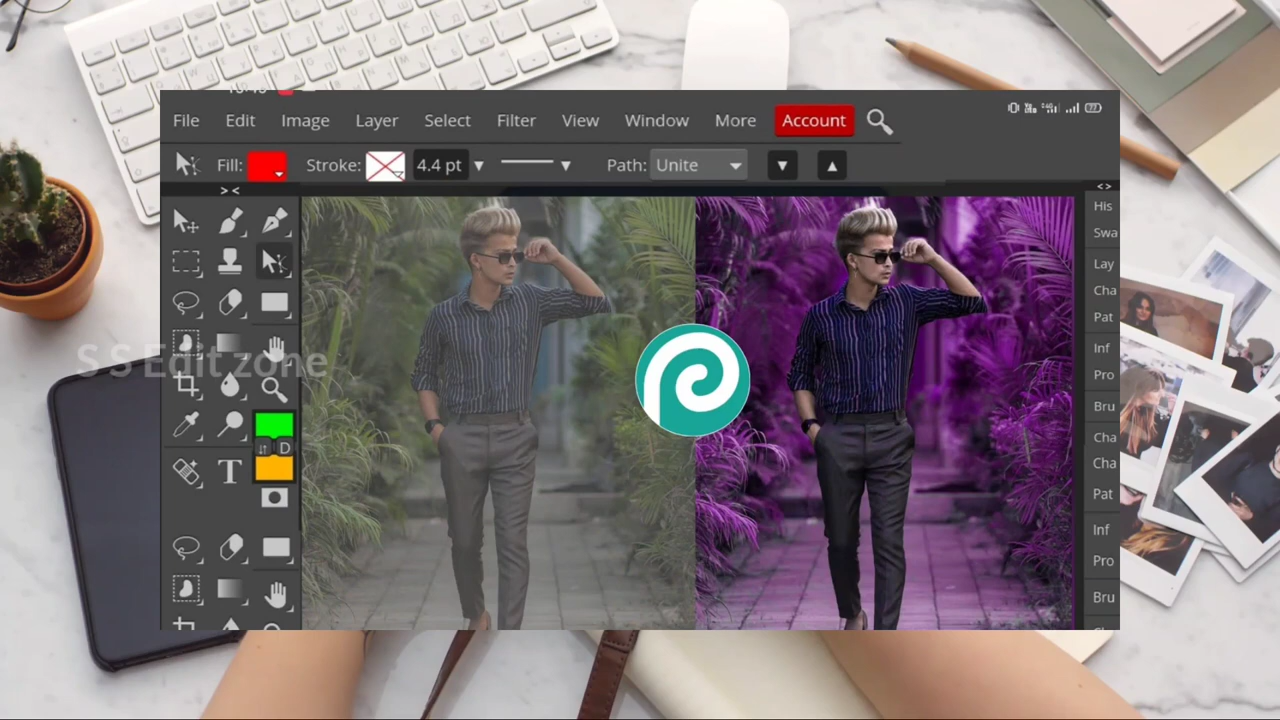 File Edit Image Layer Select Filter View Window More Account
Fill: Stroke: 4.4 pt Path: Unite
> <
< >
His
Swa
Lay
Cha
Pat
Inf
Pro
Bru
Cha
Cha
Pat
Inf
Pro
Bru
S S Edit zone
D
T